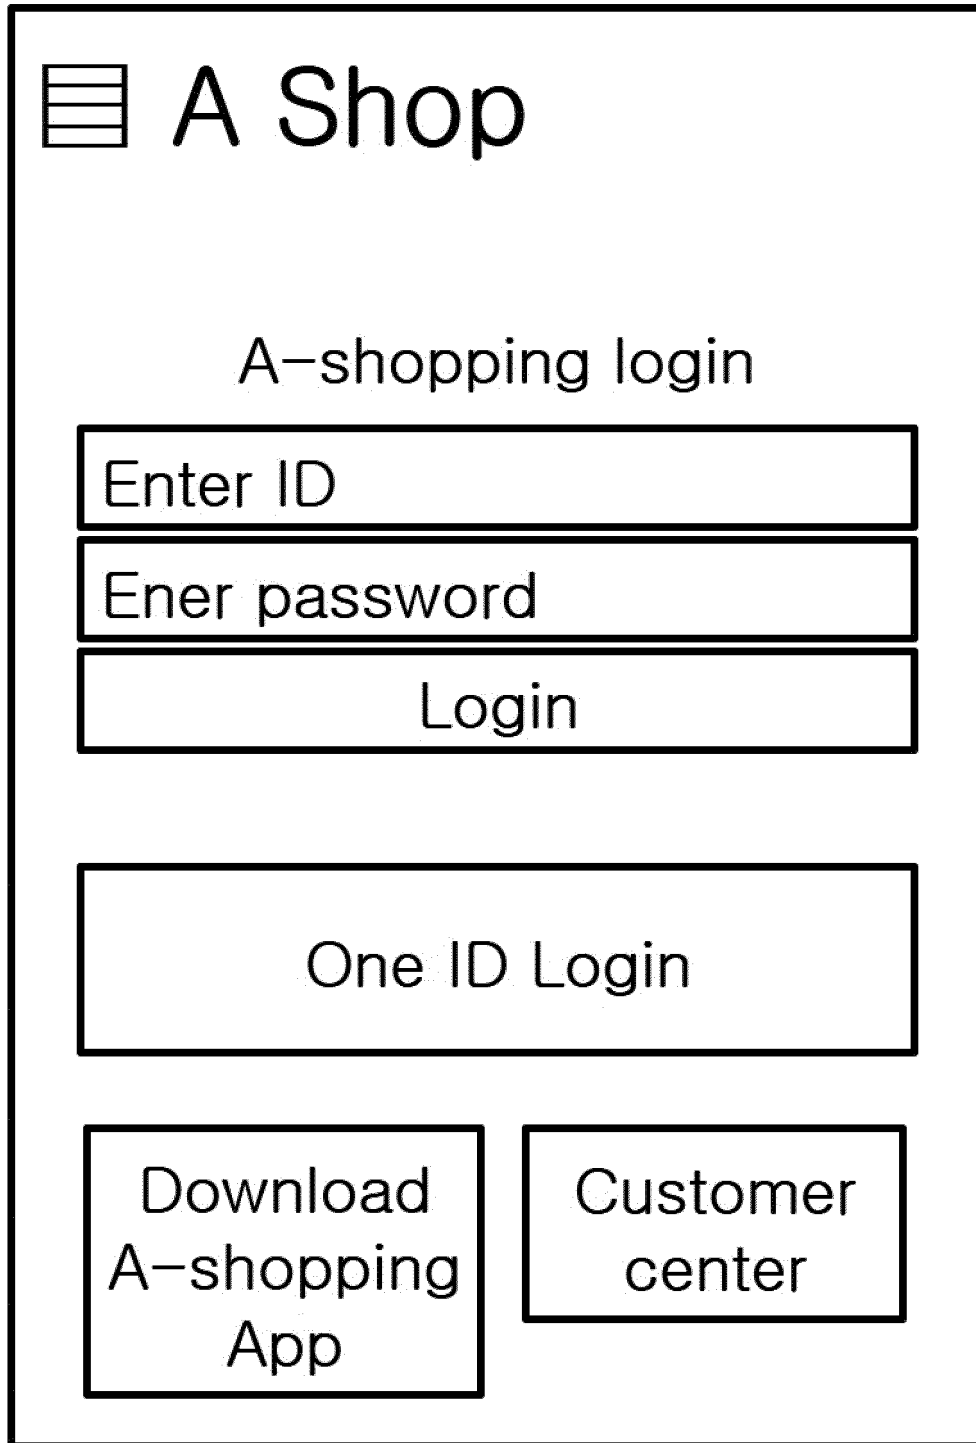 A Shop
A-shopping login
Enter ID
Ener password
Login
One ID Login
Download
A-shopping
App
Customer
center